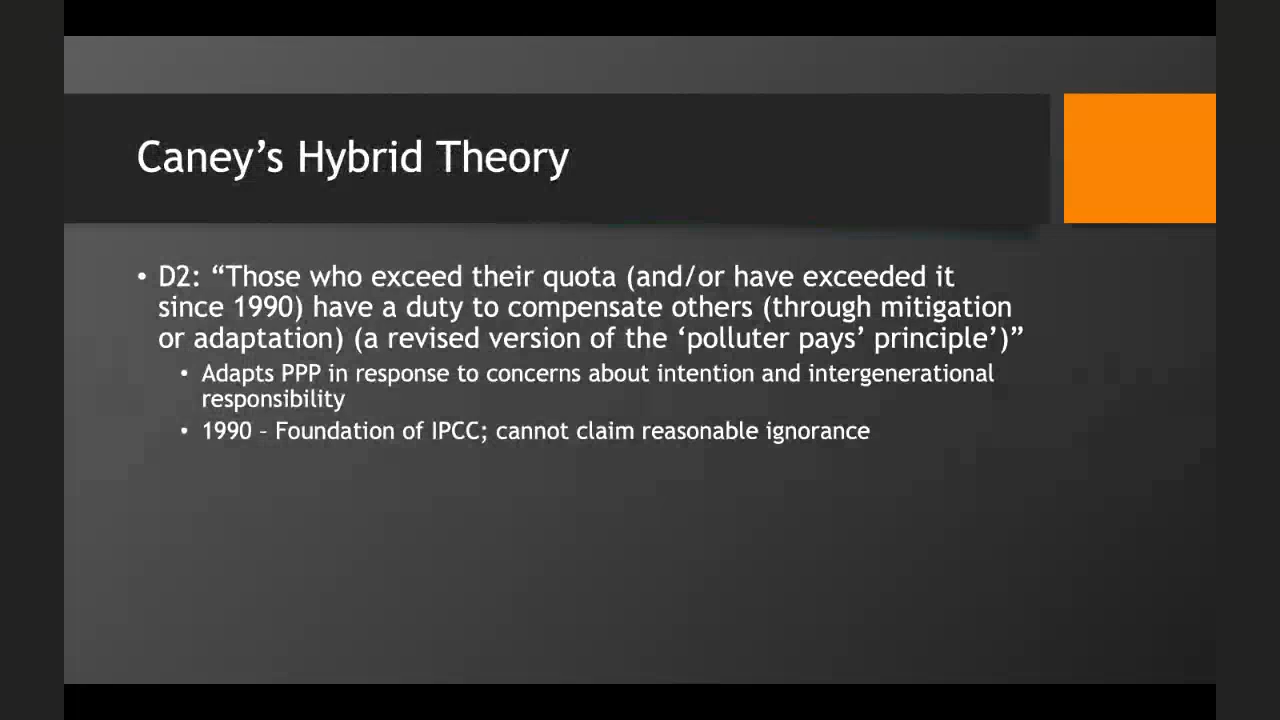 Caney’s Hybrid Theory
• D2: “Those who exceed their quota (and/or have exceeded it
since 1990) have a duty to compensate others (through mitigation
or adaptation) (a revised version of the ‘polluter pays’ principle’)”
• Adapts PPP in response to concerns about intention and intergenerational
responsibility
• 1990 – Foundation of IPCC; cannot claim reasonable ignorance